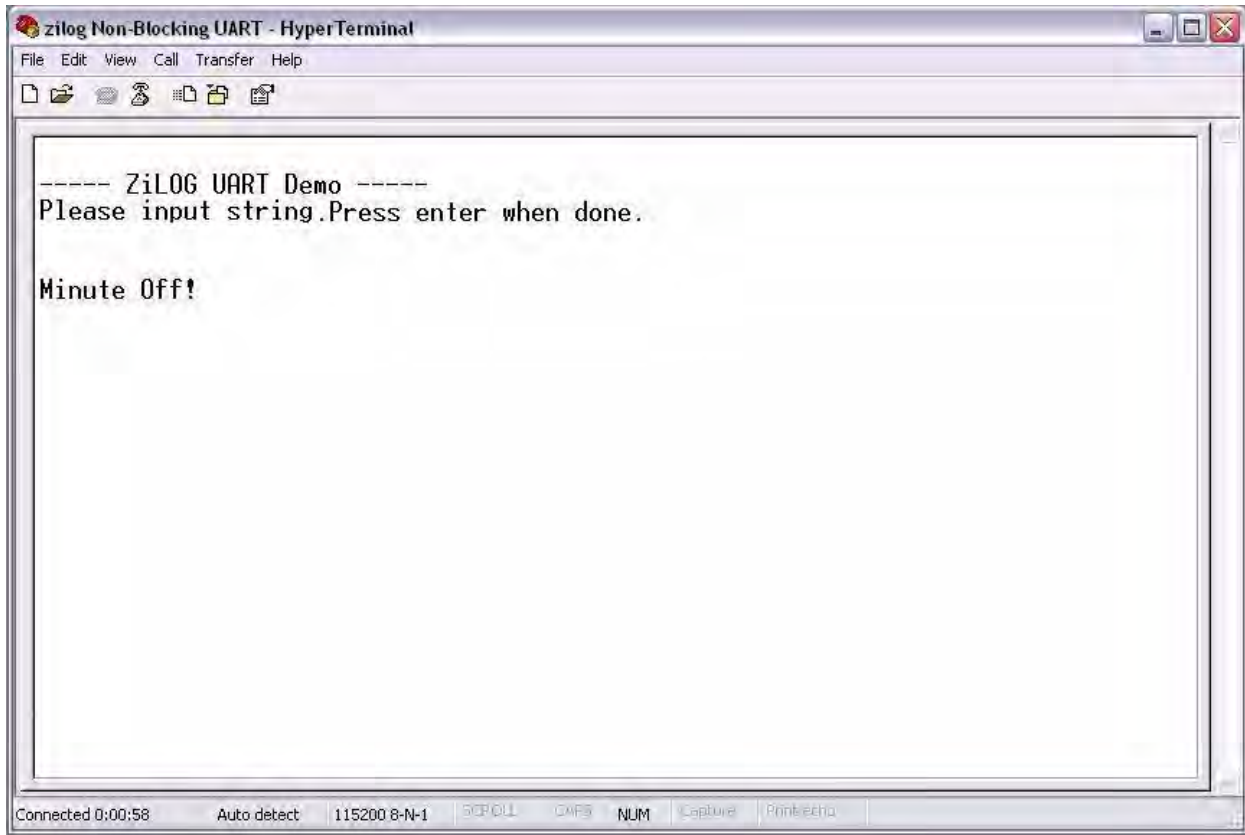 zilog Non-Blocking UART - HyperTerminal
File Edit View Call Transfer Help
----- ZiLOG UART Demo -----
Please input string.Press enter when done.
Minute Off!
Connected 0:00:58 Auto detect 115200 8-N-1 SCROLL CAPS NUM Capture Print echo